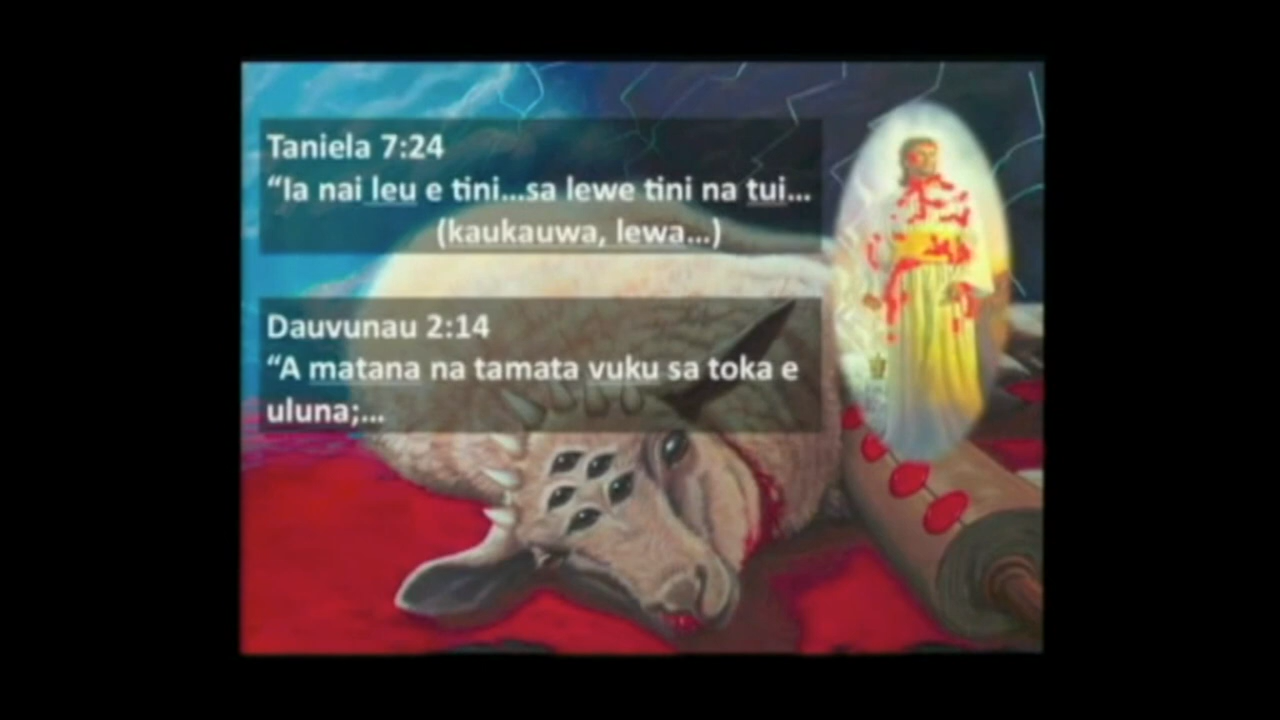 Taniela 7:24
“Ia nai leu e tini...sa lewe tini na tui...
(kaukauwa, lewa...)
Dauvunau 2:14
“A matana na tamata vuku sa toka e
uluna;...